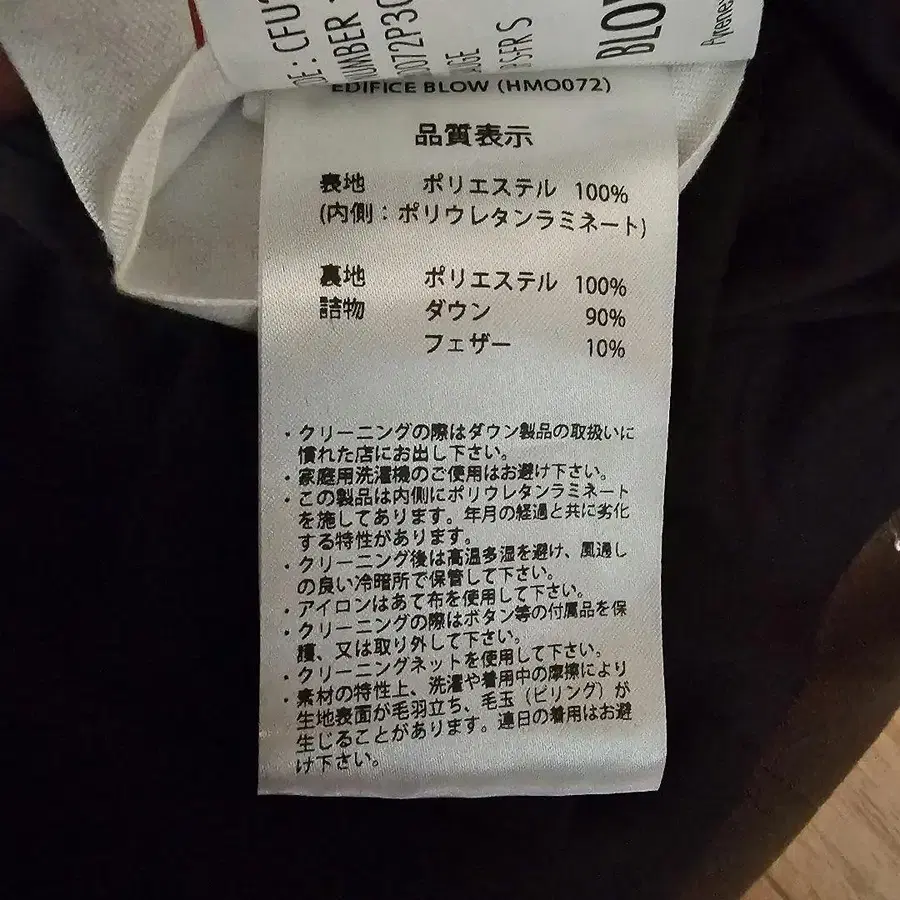 DE : CFU
UMBER
0072P3
FR S
BLO
Pyrene
EDIFICE BLOW (HMO072)
品質表示
表地 ポリエステル 100%
(内側：ポリウレタンラミネート)
裏地 ポリエステル 100%
詰物 ダウン 90%
フェザー 10%
・クリーニングの際はダウン製品の取扱いに
慣れた店にお出し下さい。
・家庭用洗濯機のご使用はお避け下さい。
・この製品は内側にポリウレタンラミネート
を施してあります。年月の経過と共に劣化
する特性があります。
・クリーニング後は高温多湿を避け、風通し
の良い冷暗所で保管して下さい。
・アイロンはあて布を使用して下さい。
・クリーニングの際はボタン等の付属品を保
護、又は取り外して下さい。
・クリーニングネットを使用して下さい。
・素材の特性上、洗濯や着用中の摩擦により
生地表面が毛羽立ち、毛玉（ピリング）が
生じることがあります。連日の着用はお避
け下さい。